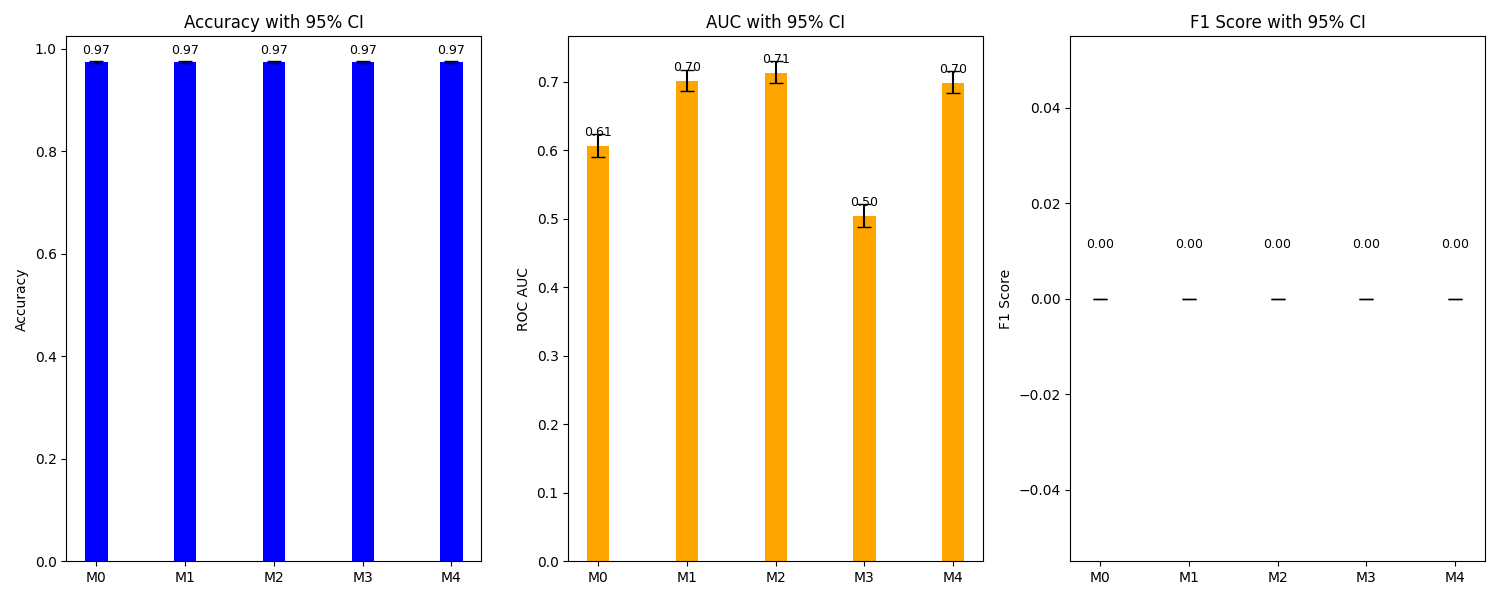 Accuracy with 95% CI
Accuracy
1.0
0.8
0.6
0.4
0.2
0.0
0.97 0.97 0.97 0.97 0.97
M0 M1 M2 M3 M4
AUC with 95% CI
ROC AUC
0.7
0.6
0.5
0.4
0.3
0.2
0.1
0.0
0.61 0.70 0.71 0.50 0.70
M0 M1 M2 M3 M4
F1 Score with 95% CI
F1 Score
0.04
0.02
0.00
−0.02
−0.04
0.00 0.00 0.00 0.00 0.00
M0 M1 M2 M3 M4